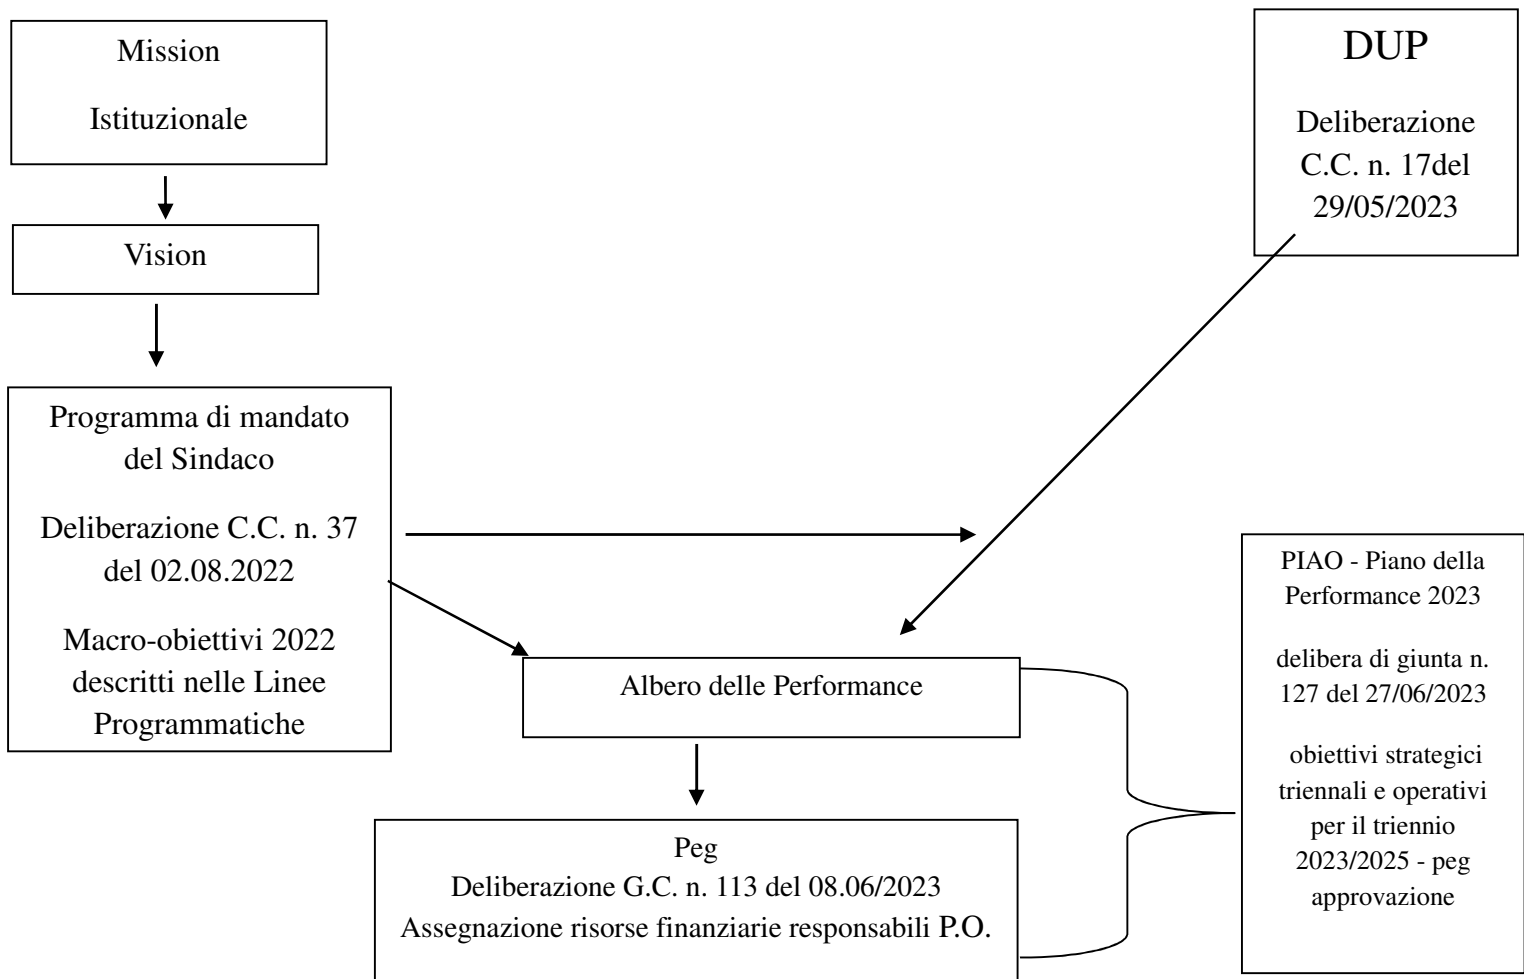 Mission
Istituzionale
DUP
Deliberazione
C.C. n. 17del
29/05/2023
Vision
Programma di mandato
del Sindaco
Deliberazione C.C. n. 37
del 02.08.2022
Macro-obiettivi 2022
descritti nelle Linee
Programmatiche
PIAO - Piano della
Performance 2023
delibera di giunta n.
127 del 27/06/2023
obiettivi strategici
triennali e operativi
per il triennio
2023/2025 - peg
approvazione
Albero delle Performance
Peg
Deliberazione G.C. n. 113 del 08.06/2023
Assegnazione risorse finanziarie responsabili P.O.